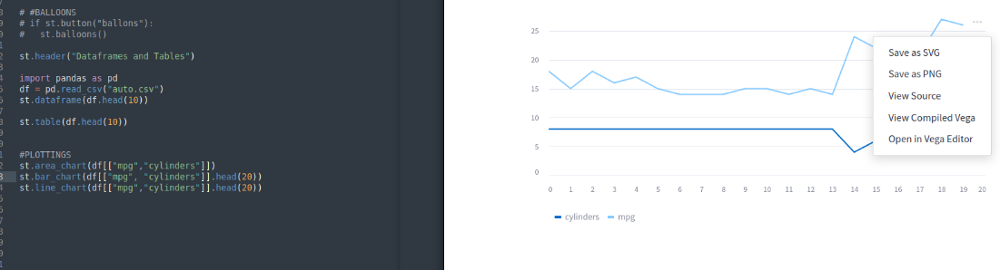 # #BALLOONS
# if st.button("ballons"):
#   st.balloons()
st.header("Dataframes and Tables")
import pandas as pd
df = pd.read_csv("auto.csv")
st.dataframe(df.head(10))
st.table(df.head(10))
#PLOTTINGS
st.area_chart(df[["mpg","cylinders"]])
st.bar_chart(df[["mpg", "cylinders"]].head(20))
st.line_chart(df[["mpg","cylinders"]].head(20))
25
20
15
10
5
0
0 1 2 3 4 5 6 7 8 9 10 11 12 13 14 15 16 17 18 19 20
cylinders mpg
Save as SVG
Save as PNG
View Source
View Compiled Vega
Open in Vega Editor